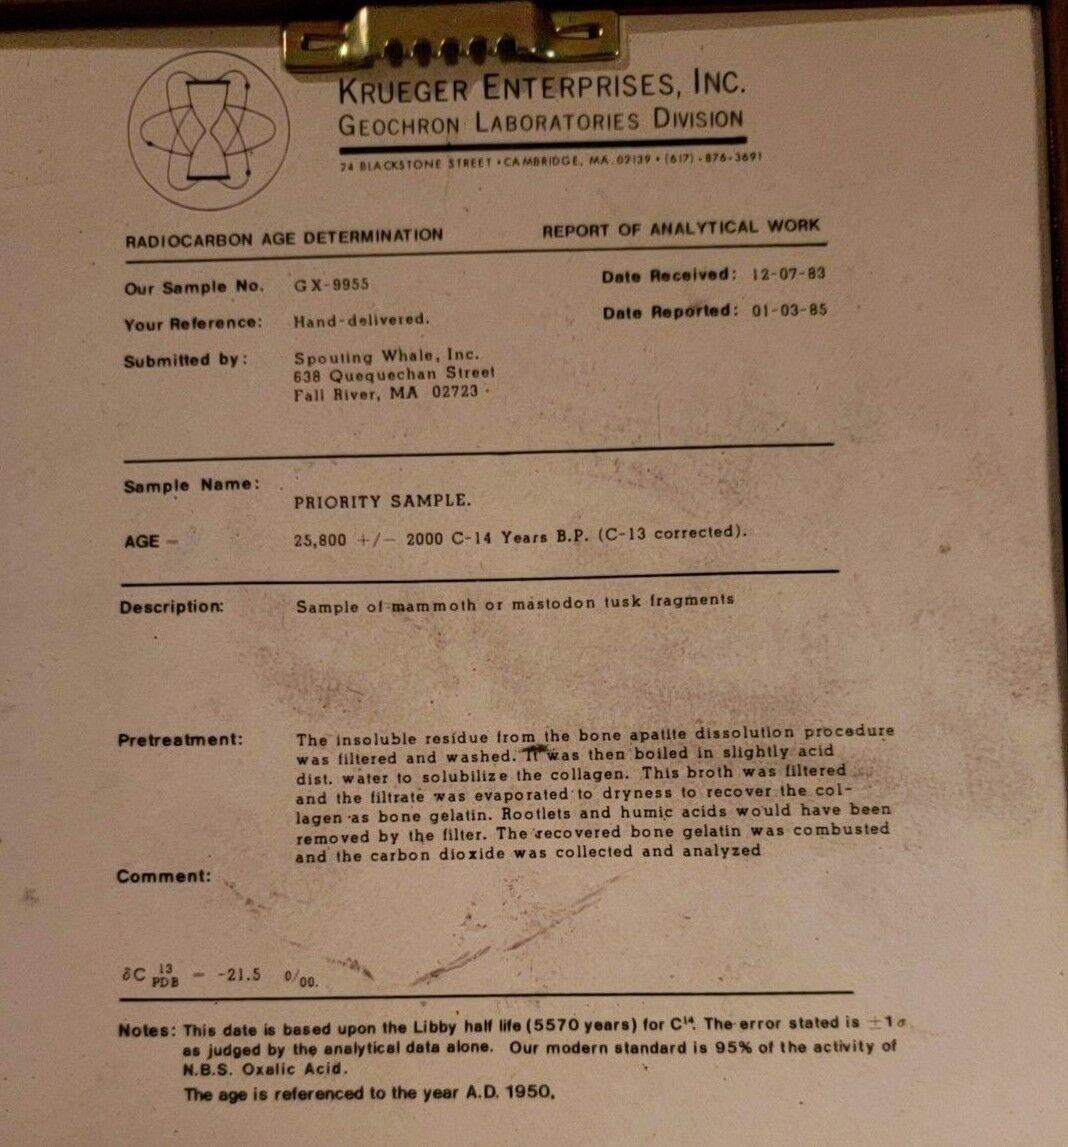 KRUEGER ENTERPRISES, INC.
GEOCHRON LABORATORIES DIVISION
24 BLACKSTONE STREET • CAMBRIDGE, MA. 02139 • (617) - 876-3691
RADIOCARBON AGE DETERMINATION REPORT OF ANALYTICAL WORK
Our Sample No. GX-9955 Date Received: 12-07-83
Your Reference: Hand-delivered. Date Reported: 01-03-85
Submitted by: Spouting Whale, Inc.
638 Quequechan Street
Fall River, MA 02723
Sample Name:
PRIORITY SAMPLE.
AGE – 25,800 +/- 2000 C-14 Years B.P. (C-13 corrected).
Description: Sample of mammoth or mastodon tusk fragments
Pretreatment: The insoluble residue from the bone apatite dissolution procedure
was filtered and washed. It was then boiled in slightly acid
dist. water to solubilize the collagen. This broth was filtered
and the filtrate was evaporated to dryness to recover the col-
lagen as bone gelatin. Rootlets and humic acids would have been
removed by the filter. The recovered bone gelatin was combusted
and the carbon dioxide was collected and analyzed
Comment:
δC 13 PDB – -21.5 0/00.
Notes: This date is based upon the Libby half life (5570 years) for C¹⁴. The error stated is ±1σ
as judged by the analytical data alone. Our modern standard is 95% of the activity of
N.B.S. Oxalic Acid.
The age is referenced to the year A.D. 1950.